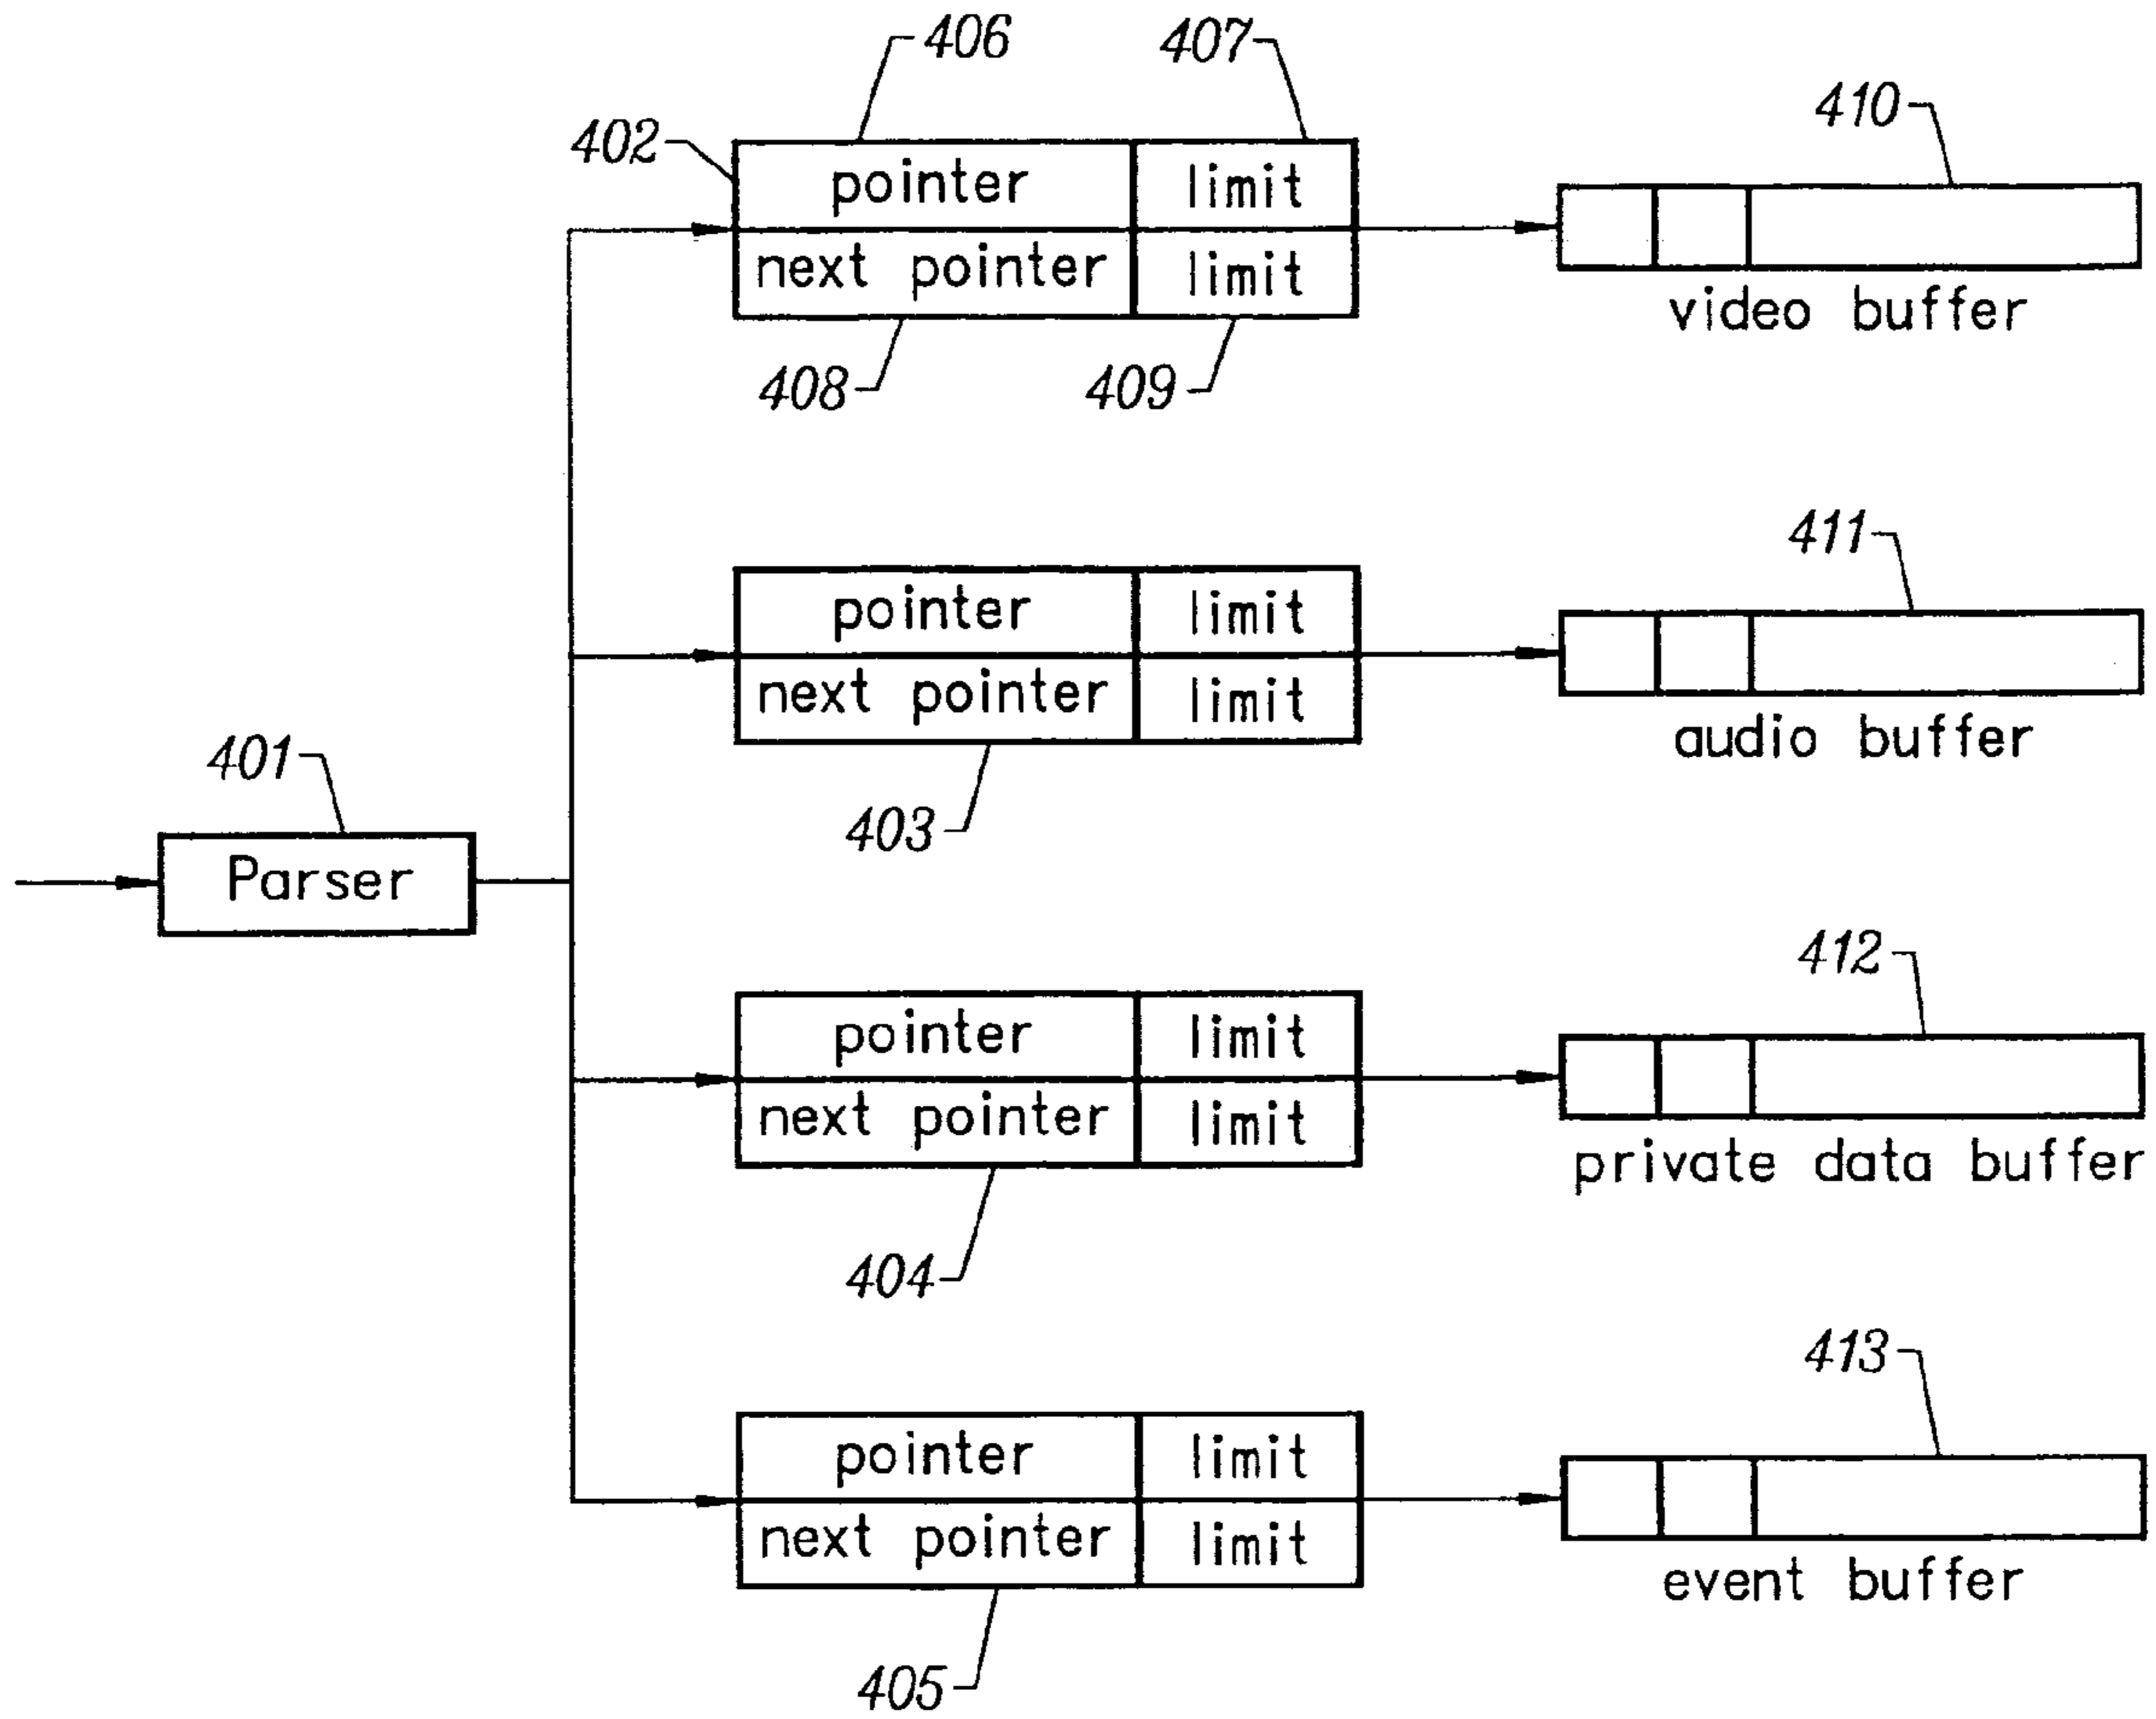 406 407
410
402
pointer limit
next pointer limit
video buffer
408 409
411
pointer limit
next pointer limit
audio buffer
401
403
Parser
412
pointer limit
next pointer limit
private data buffer
404
413
pointer limit
next pointer limit
event buffer
405